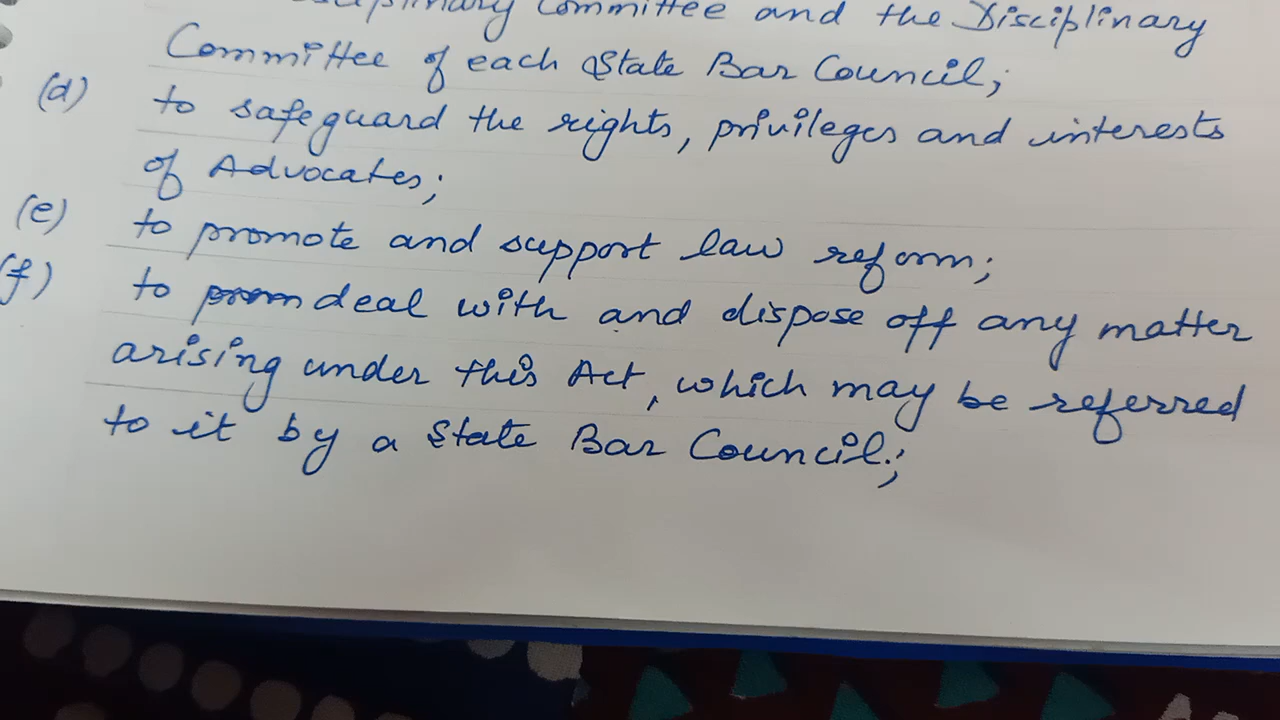 Disciplinary Committee and the Disciplinary
Committee of each State Bar Council;
(d) to safeguard the rights, privileges and interests
of Advocates;
(e) to promote and support law reform;
(f) to deal with and dispose off any matter
arising under this Act, which may be referred
to it by a State Bar Council;